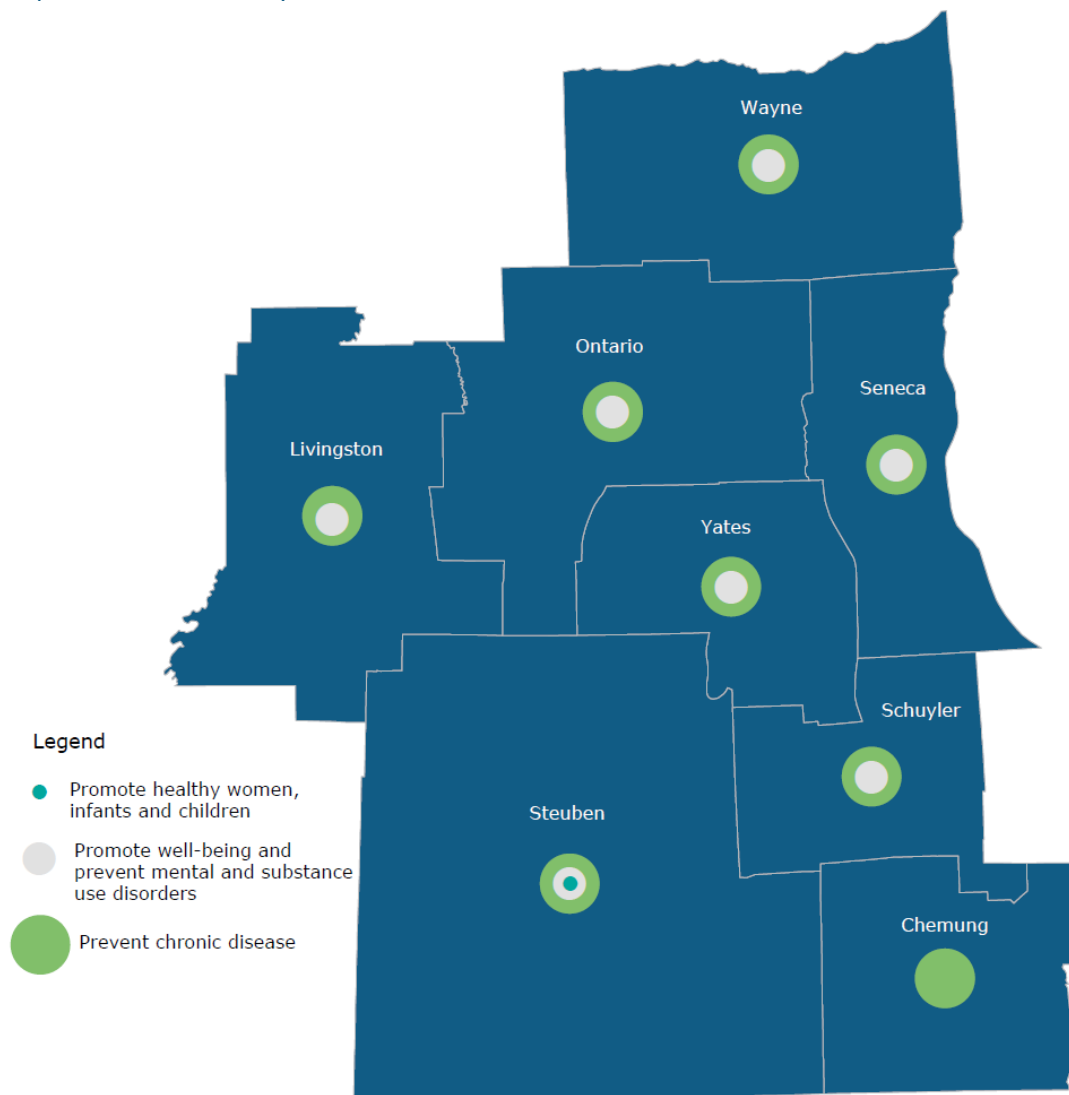 Wayne
Ontario
Seneca
Livingston
Yates
Schuyler
Legend
Promote healthy women,
infants and children
Steuben
Promote well-being and
prevent mental and substance
use disorders
Chemung
Prevent chronic disease